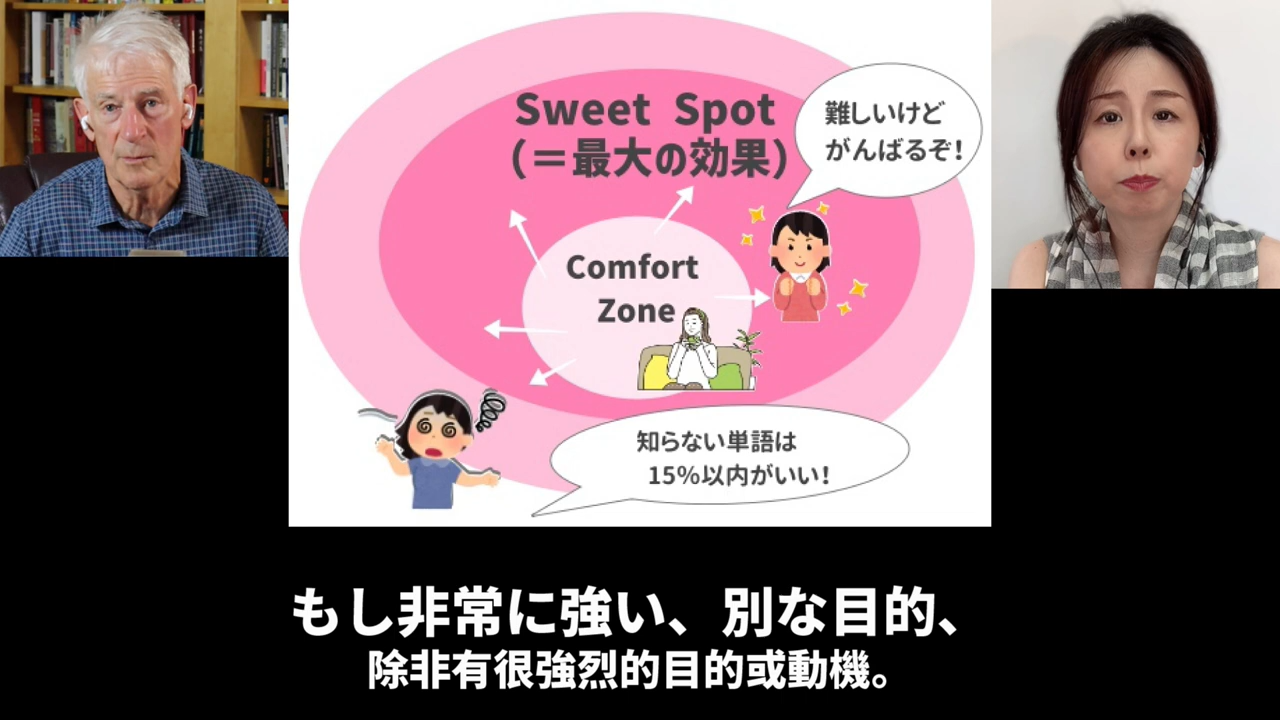 Sweet Spot
(＝最大の効果)
難しいけど
がんばるぞ!
Comfort
Zone
知らない単語は
15%以内がいい!
もし非常に強い、別な目的、
除非有很強烈的目的或動機。